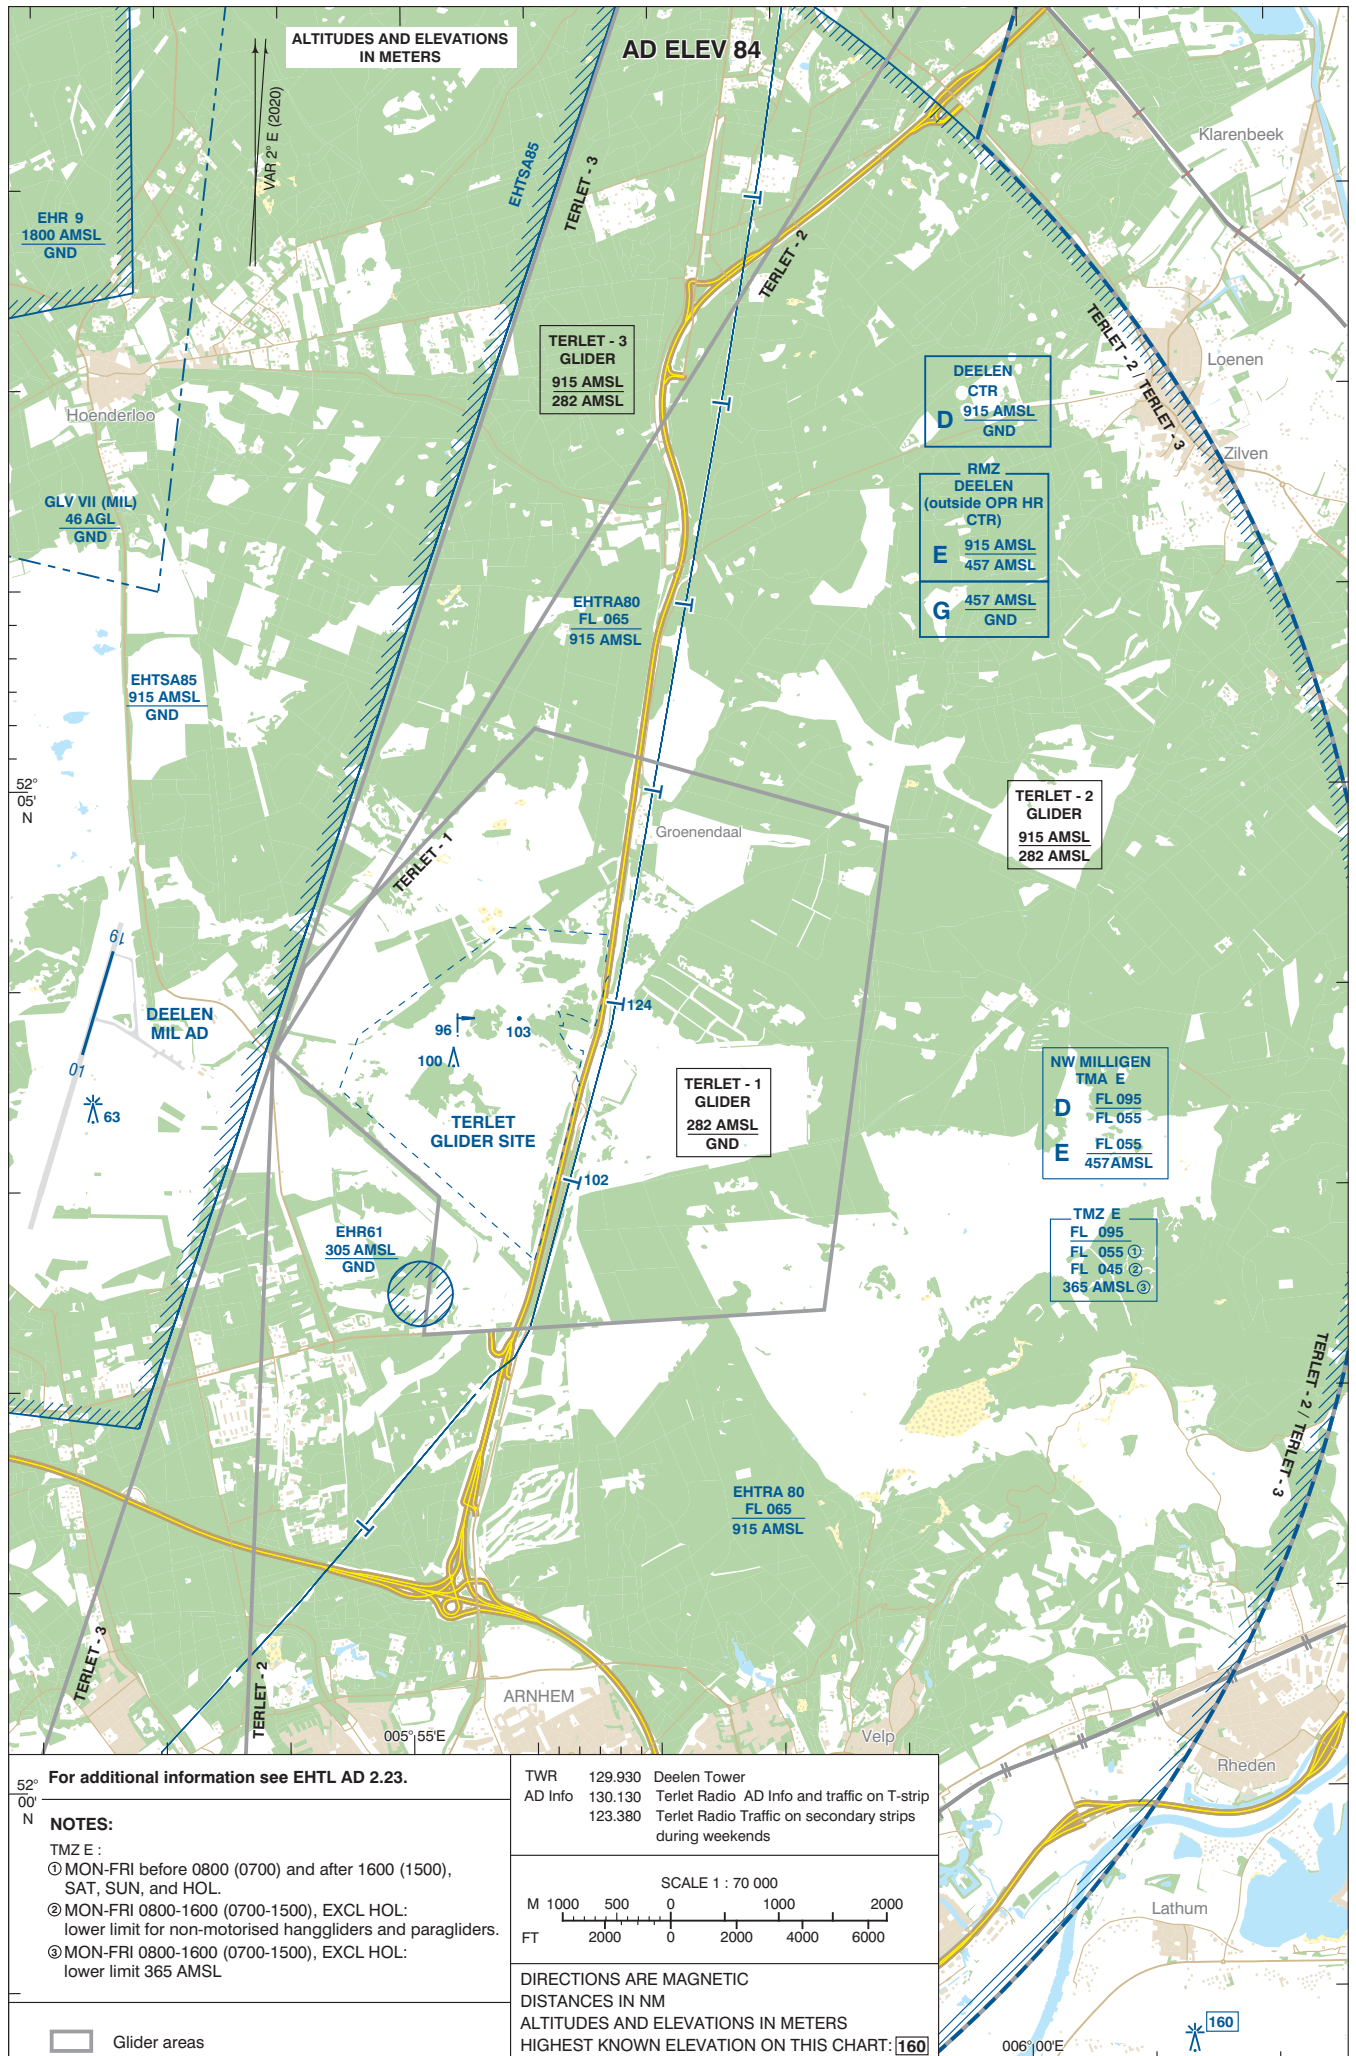 ALTITUDES AND ELEVATIONS
IN METERS
AD ELEV 84
VAR 2° E (2020)
EHTSA85
TERLET - 3
Klarenbeek
EHR 9
1800 AMSL
GND
TERLET - 2
TERLET - 3
GLIDER
915 AMSL
282 AMSL
TERLET - 2 / TERLET - 3
Loenen
DEELEN
CTR
D 915 AMSL
GND
Hoenderloo
Zilven
RMZ
DEELEN
(outside OPR HR
CTR)
E 915 AMSL
457 AMSL
G 457 AMSL
GND
GLV VII (MIL)
46 AGL
GND
EHTRA80
FL 065
915 AMSL
EHTSA85
915 AMSL
GND
52°
05'
N
TERLET - 2
GLIDER
915 AMSL
282 AMSL
Groenendaal
TERLET - 1
19
DEELEN
MIL AD
01
63
96
103
124
100
TERLET
GLIDER SITE
TERLET - 1
GLIDER
282 AMSL
GND
NW MILLIGEN
TMA E
D FL 095
FL 055
E FL 055
457AMSL
102
TMZ E
FL 095
FL 055 ①
FL 045 ②
365 AMSL ③
EHR61
305 AMSL
GND
TERLET - 2 / TERLET - 3
EHTRA 80
FL 065
915 AMSL
TERLET - 3
TERLET - 2
ARNHEM
005° 55'E
Velp
Rheden
52°
00'
N
For additional information see EHTL AD 2.23.
NOTES:
TMZ E :
① MON-FRI before 0800 (0700) and after 1600 (1500),
SAT, SUN, and HOL.
② MON-FRI 0800-1600 (0700-1500), EXCL HOL:
lower limit for non-motorised hanggliders and paragliders.
③ MON-FRI 0800-1600 (0700-1500), EXCL HOL:
lower limit 365 AMSL
Glider areas
TWR 129.930 Deelen Tower
AD Info 130.130 Terlet Radio AD Info and traffic on T-strip
123.380 Terlet Radio Traffic on secondary strips
during weekends
SCALE 1 : 70 000
M 1000 500 0 1000 2000
FT 2000 0 2000 4000 6000
DIRECTIONS ARE MAGNETIC
DISTANCES IN NM
ALTITUDES AND ELEVATIONS IN METERS
HIGHEST KNOWN ELEVATION ON THIS CHART: 160
Lathum
006° 00'E
160